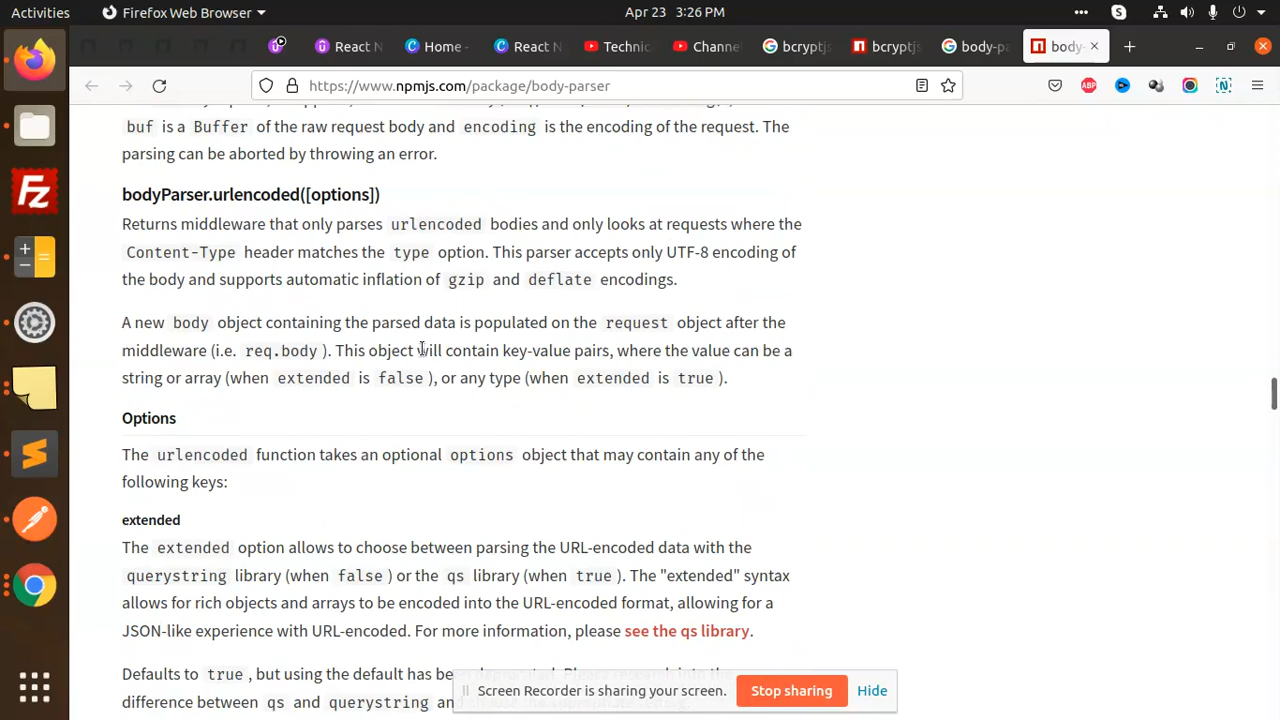 Activities
Firefox Web Browser
Apr 23 3:26 PM
React N
Home -
React N
Technic
Channe
bcryptjs
bcryptj
body-pa
body-
https://www.npmjs.com/package/body-parser
ABP
N
buf is a Buffer of the raw request body and encoding is the encoding of the request. The
parsing can be aborted by throwing an error.
bodyParser.urlencoded([options])
Returns middleware that only parses urlencoded bodies and only looks at requests where the
Content-Type header matches the type option. This parser accepts only UTF-8 encoding of
the body and supports automatic inflation of gzip and deflate encodings.
A new body object containing the parsed data is populated on the request object after the
middleware (i.e. req.body ). This object will contain key-value pairs, where the value can be a
string or array (when extended is false ), or any type (when extended is true ).
Options
The urlencoded function takes an optional options object that may contain any of the
following keys:
extended
The extended option allows to choose between parsing the URL-encoded data with the
querystring library (when false ) or the qs library (when true ). The "extended" syntax
allows for rich objects and arrays to be encoded into the URL-encoded format, allowing for a
JSON-like experience with URL-encoded. For more information, please see the qs library.
Defaults to true , but using the default has been deprecated. Please research into the
difference between qs and querystring and
Screen Recorder is sharing your screen.
Stop sharing
Hide